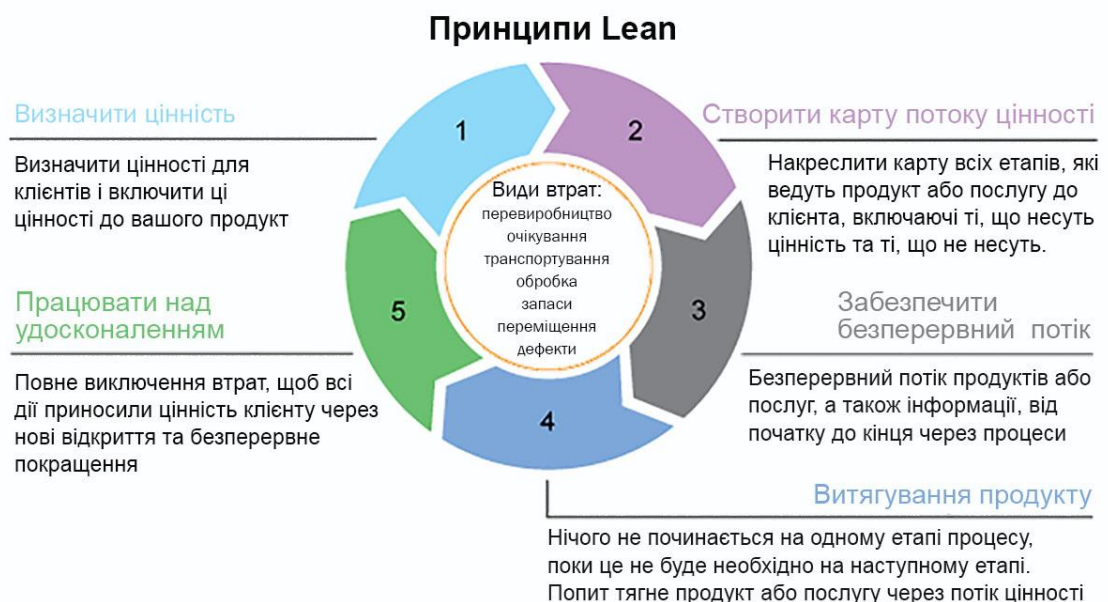 Принципи Lean
1
Визначити цінність
Визначити цінності для
клієнтів і включити ці
цінності до вашого продукт
2
Створити карту потоку цінності
Накреслити карту всіх етапів, які
ведуть продукт або послугу до
клієнта, включаючі ті, що несуть
цінність та ті, що не несуть.
3
Забезпечити
безперервний потік
Безперервний потік продуктів або
послуг, а також інформації, від
початку до кінця через процеси
4
Витягування продукту
Нічого не починається на одному етапі процесу,
поки це не буде необхідно на наступному етапі.
Попит тягне продукт або послугу через потік цінності
5
Працювати над
удосконаленням
Повне виключення втрат, щоб всі
дії приносили цінність клієнту через
нові відкриття та безперервне
покращення
Види втрат:
перевиробництво
очікування
транспортування
обробка
запаси
переміщення
дефекти